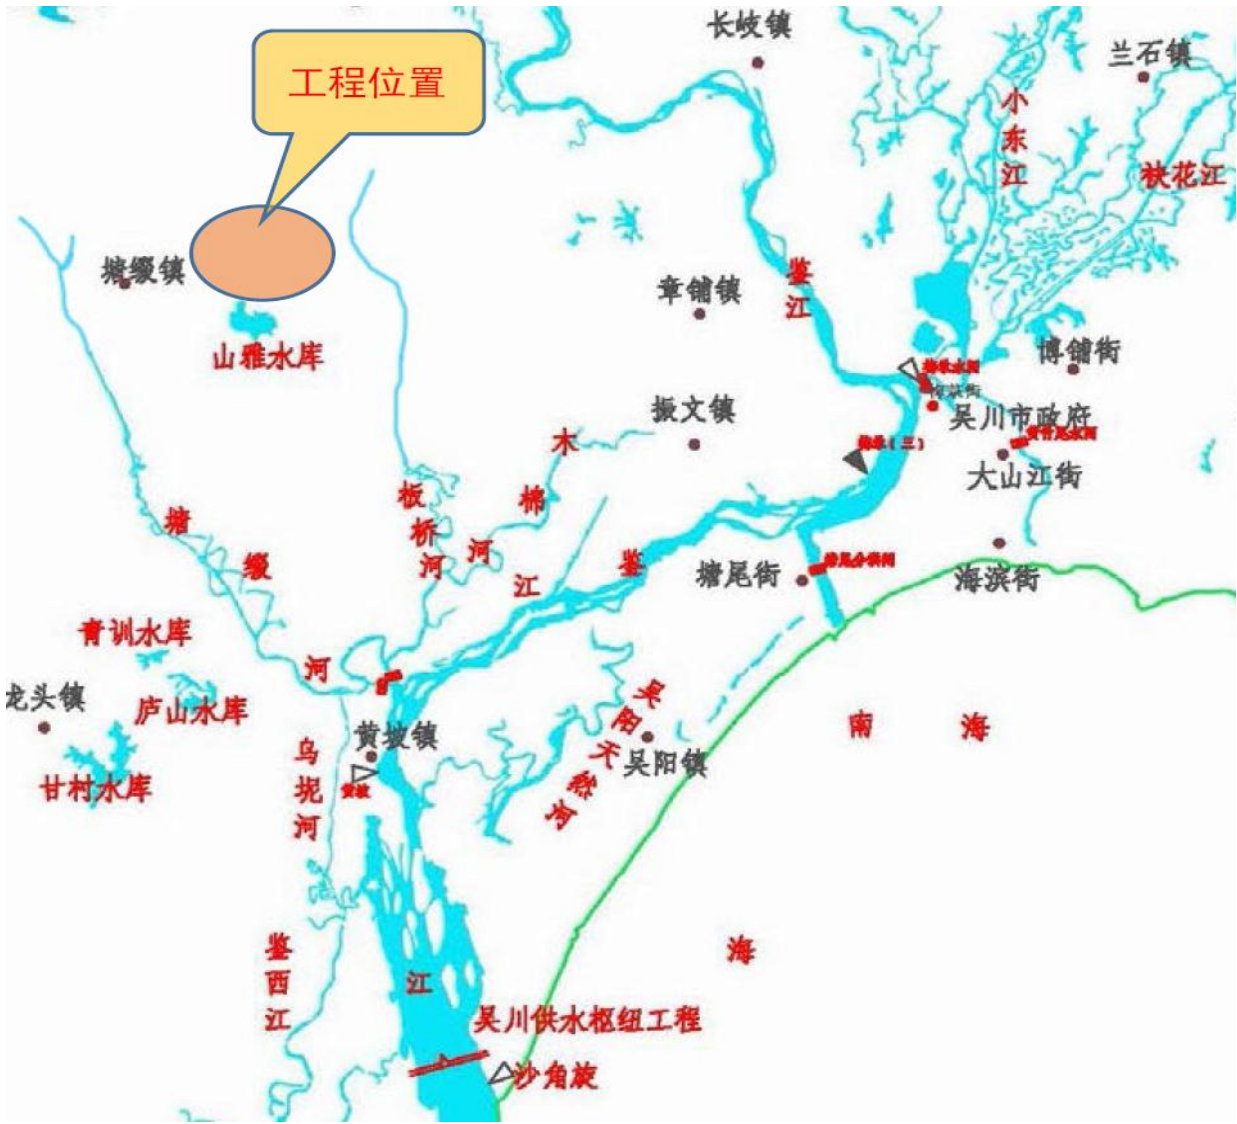 长岐镇
兰石镇
工程位置
小东江
袂花江
塘㙍镇
章铺镇
鉴江
山雅水库
博铺街
振文镇
吴川市政府
大山江街
木棉河
板桥河
塘㙍河
鉴江
塘尾街
海滨街
青训水库
庐山水库
龙头镇
甘村水库
黄坡镇
乌坭河
吴阳天然河
吴阳镇
南海
海
鉴西江
江
吴川供水枢纽工程
沙角旋